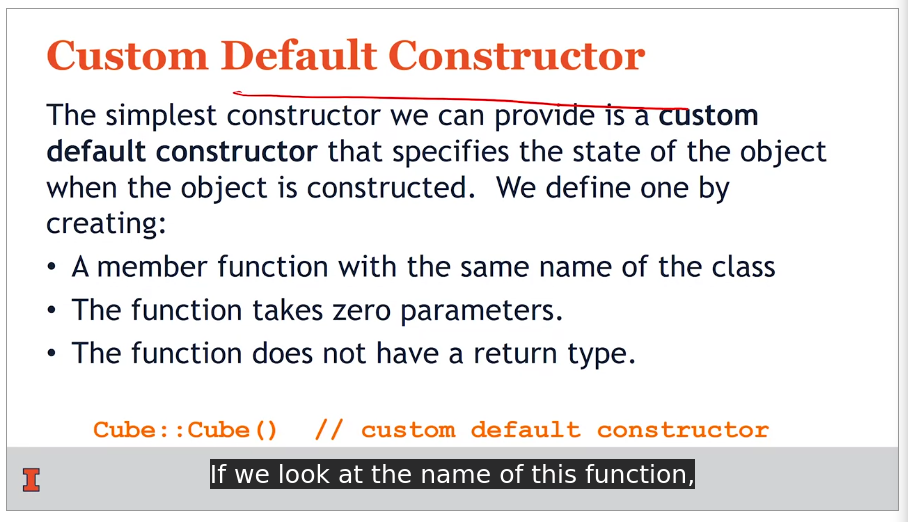 Custom Default Constructor
The simplest constructor we can provide is a custom
default constructor that specifies the state of the object
when the object is constructed.  We define one by
creating:
• A member function with the same name of the class
• The function takes zero parameters.
• The function does not have a return type.
Cube::Cube()  // custom default constructor
If we look at the name of this function,
I